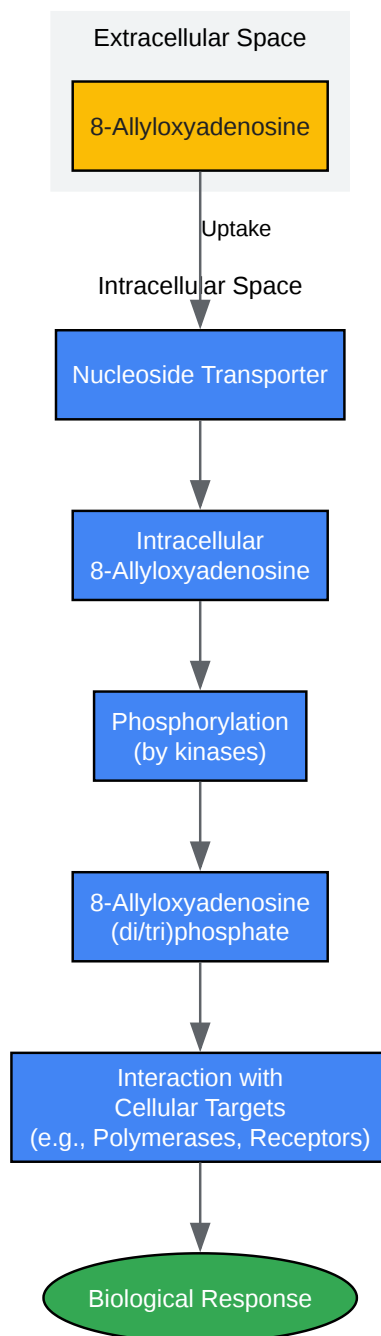 Extracellular Space
8-Allyloxyadenosine
Uptake
Intracellular Space
Nucleoside Transporter
Intracellular
8-Allyloxyadenosine
Phosphorylation
(by kinases)
8-Allyloxyadenosine
(di/tri)phosphate
Interaction with
Cellular Targets
(e.g., Polymerases, Receptors)
Biological Response